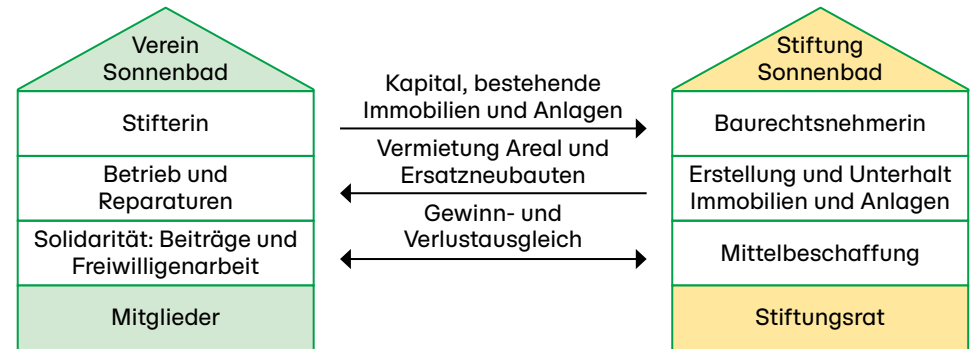 Verein
Sonnenbad
Stifterin
Betrieb und
Reparaturen
Solidarität: Beiträge und
Freiwilligenarbeit
Mitglieder
Kapital, bestehende
Immobilien und Anlagen
Vermietung Areal und
Ersatzneubauten
Gewinn- und
Verlustausgleich
Stiftung
Sonnenbad
Baurechtsnehmerin
Erstellung und Unterhalt
Immobilien und Anlagen
Mittelbeschaffung
Stiftungsrat